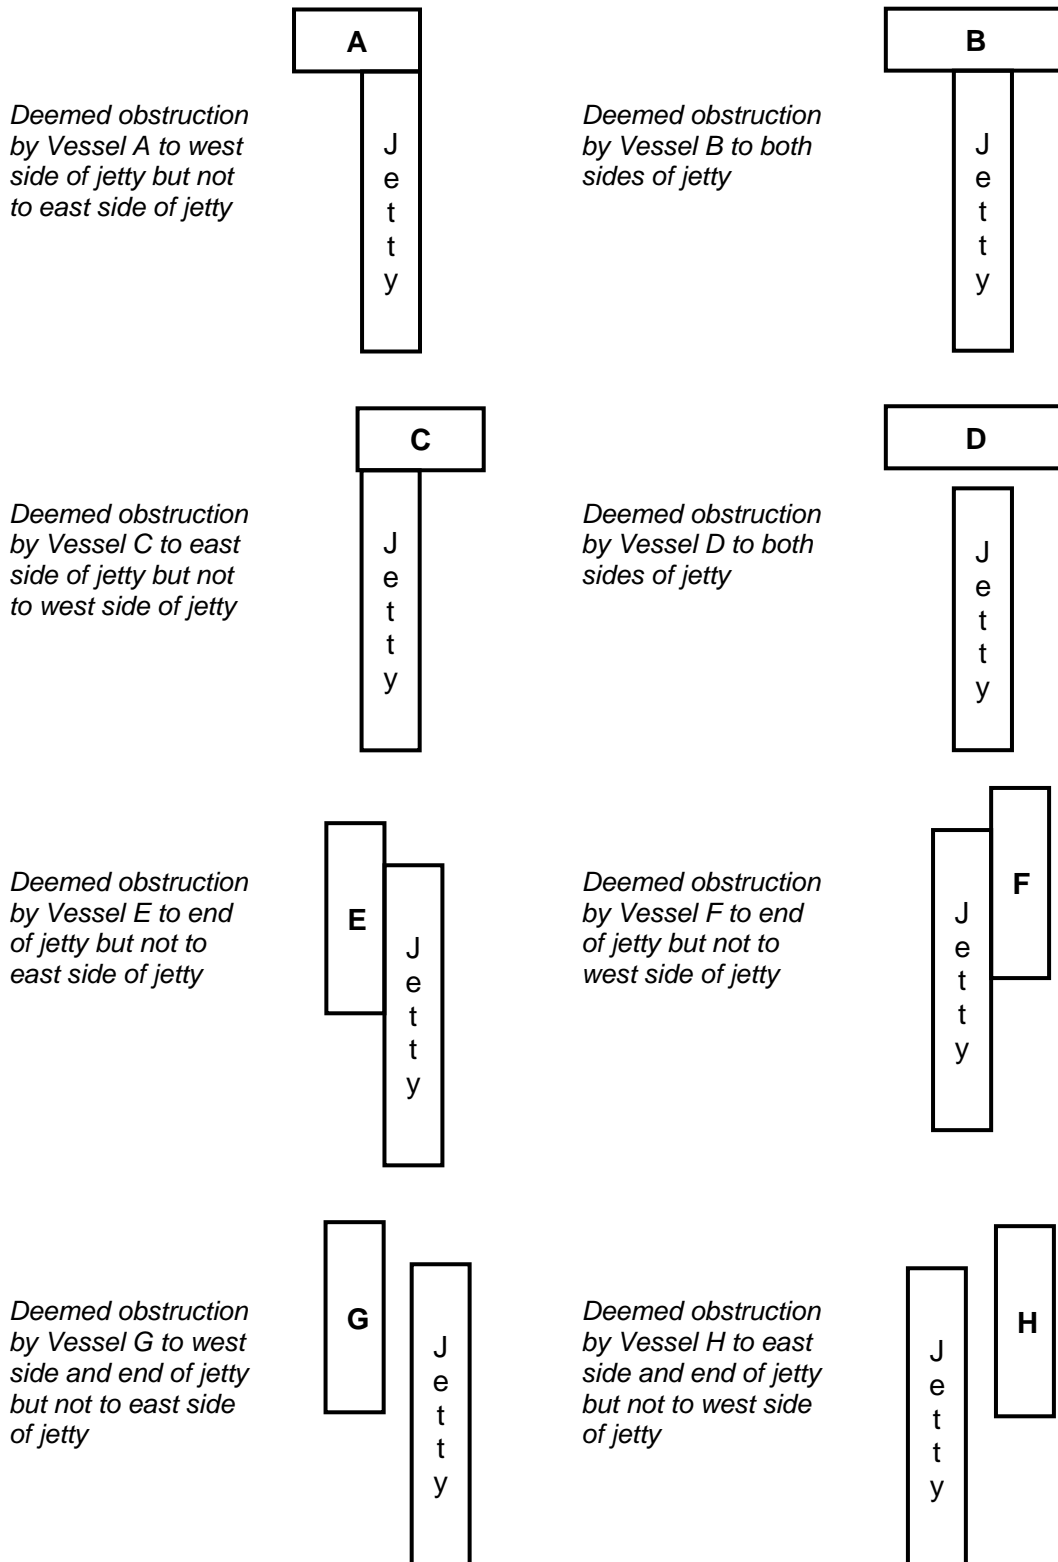 A
Deemed obstruction
by Vessel A to west
side of jetty but not
to east side of jetty
J
e
t
t
y
B
Deemed obstruction
by Vessel B to both
sides of jetty
J
e
t
t
y
C
Deemed obstruction
by Vessel C to east
side of jetty but not
to west side of jetty
J
e
t
t
y
D
Deemed obstruction
by Vessel D to both
sides of jetty
J
e
t
t
y
Deemed obstruction
by Vessel E to end
of jetty but not to
east side of jetty
E
J
e
t
t
y
Deemed obstruction
by Vessel F to end
of jetty but not to
west side of jetty
F
J
e
t
t
y
Deemed obstruction
by Vessel G to west
side and end of jetty
but not to east side
of jetty
G
J
e
t
t
y
Deemed obstruction
by Vessel H to east
side and end of jetty
but not to west side
of jetty
H
J
e
t
t
y